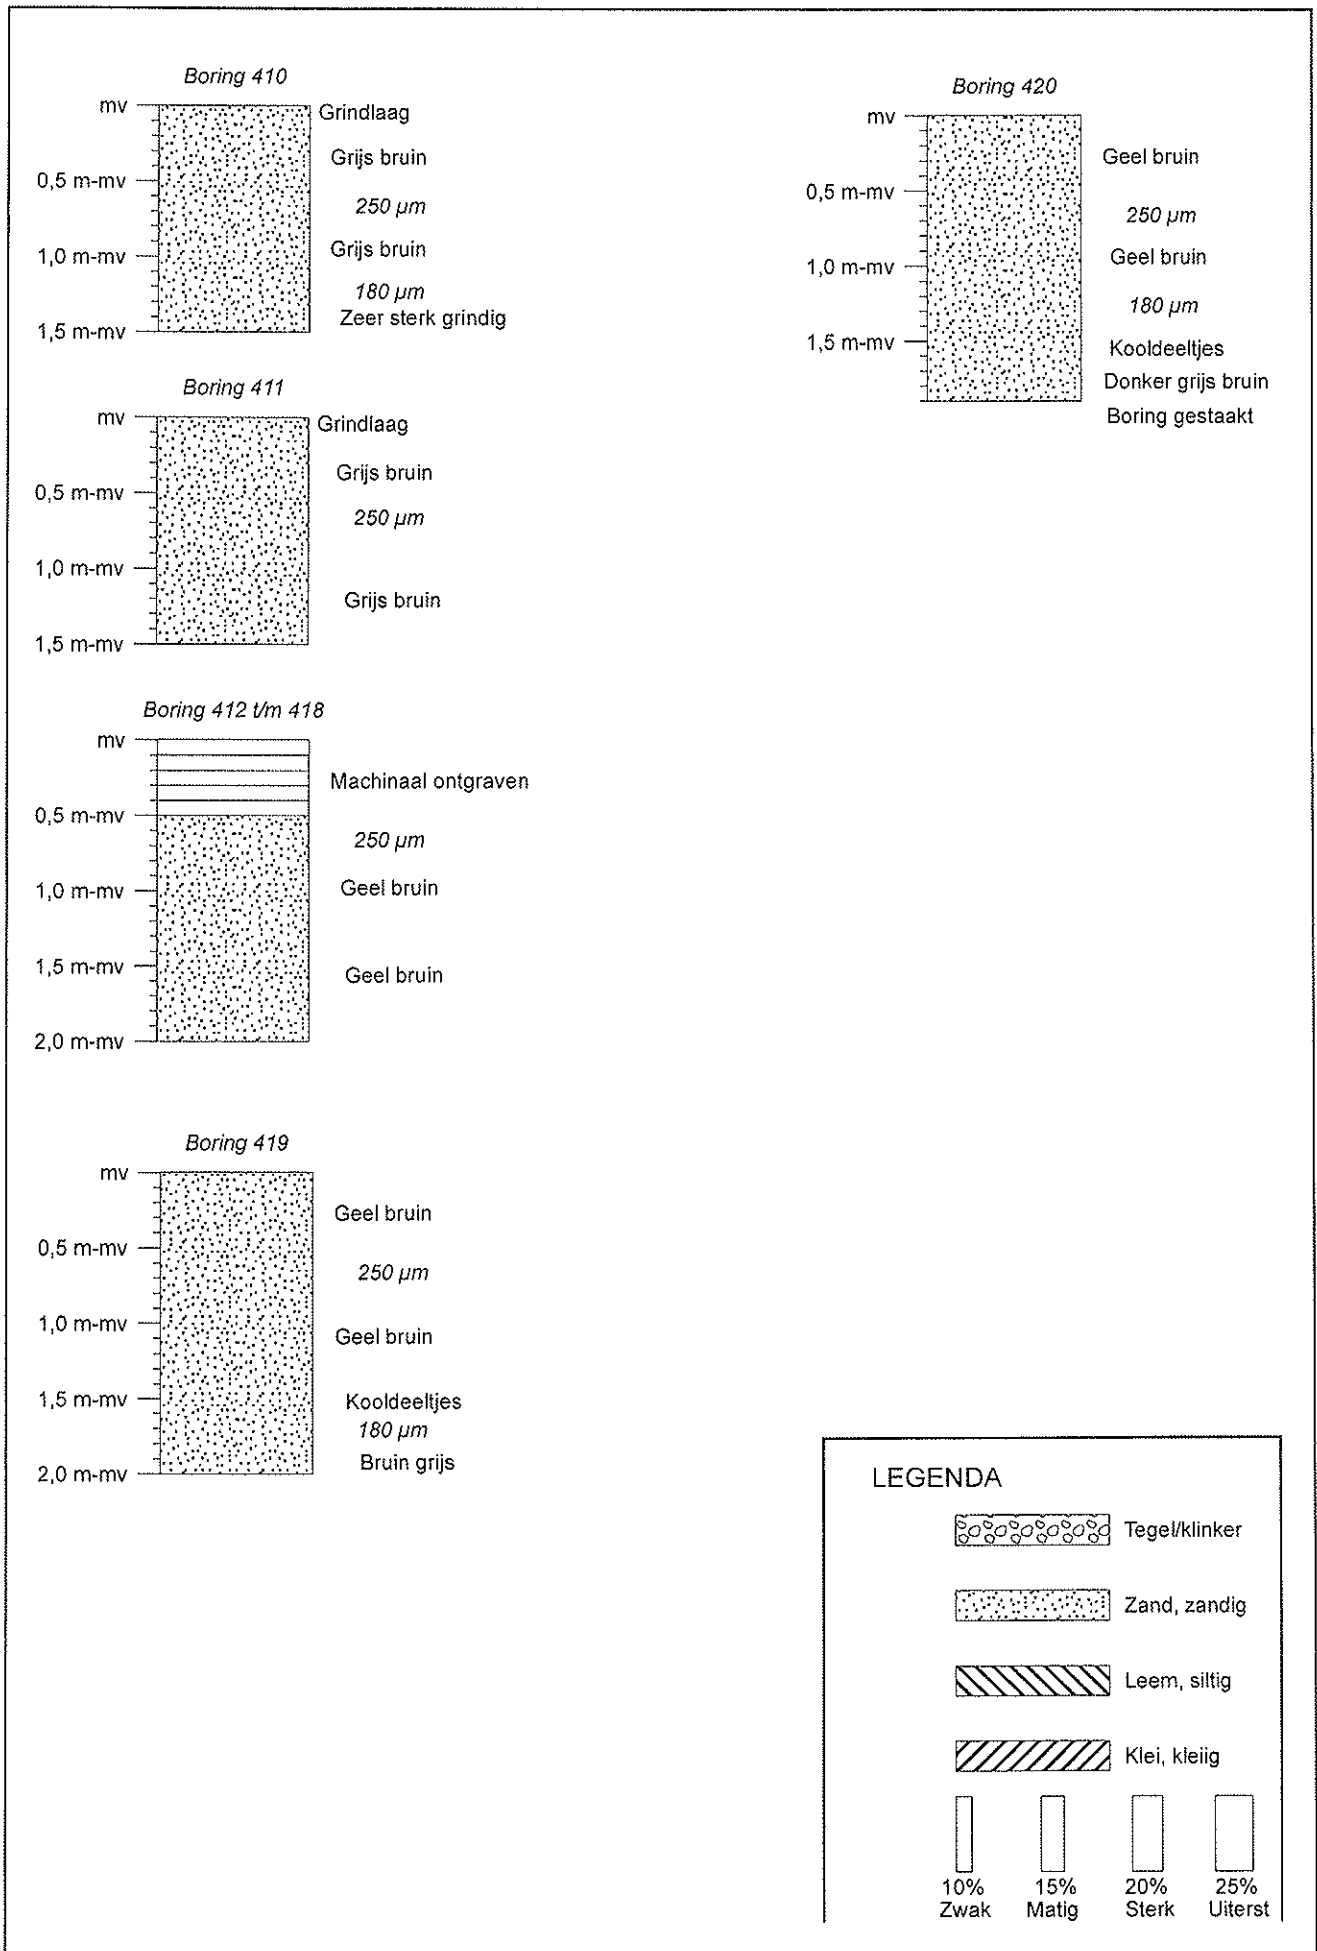 Boring 410
mv
Grindlaag
Grijs bruin
0,5 m-mv
250 µm
Grijs bruin
1,0 m-mv
180 µm
Zeer sterk grindig
1,5 m-mv
Boring 411
mv
Grindlaag
Grijs bruin
0,5 m-mv
250 µm
1,0 m-mv
Grijs bruin
1,5 m-mv
Boring 412 t/m 418
mv
Machinaal ontgraven
0,5 m-mv
250 µm
Geel bruin
1,0 m-mv
1,5 m-mv
Geel bruin
2,0 m-mv
Boring 419
mv
Geel bruin
0,5 m-mv
250 µm
1,0 m-mv
Geel bruin
1,5 m-mv
Kooldeeltjes
180 µm
Bruin grijs
2,0 m-mv
Boring 420
mv
Geel bruin
0,5 m-mv
250 µm
Geel bruin
1,0 m-mv
180 µm
1,5 m-mv
Kooldeeltjes
Donker grijs bruin
Boring gestaakt
LEGENDA
Tegel/klinker
Zand, zandig
Leem, siltig
Klei, kleiig
10% 15% 20% 25%
Zwak Matig Sterk Uiterst